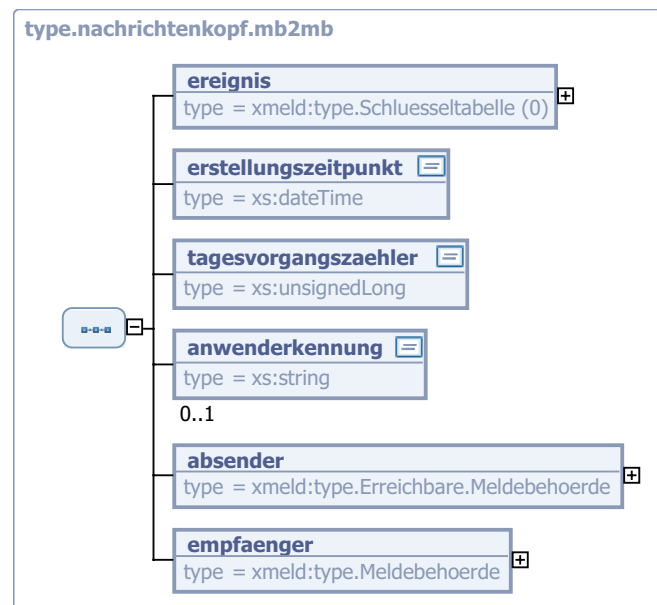 type.nachrichtenkopf.mb2mb
ereignis
type = xmeld:type.Schluesseltabelle (0)
erstellungszeitpunkt
type = xs:dateTime
tagesvorgangszaehler
type = xs:unsignedLong
anwenderkennung
type = xs:string
0..1
absender
type = xmeld:type.Erreichbare.Meldebehoerde
empfaenger
type = xmeld:type.Meldebehoerde